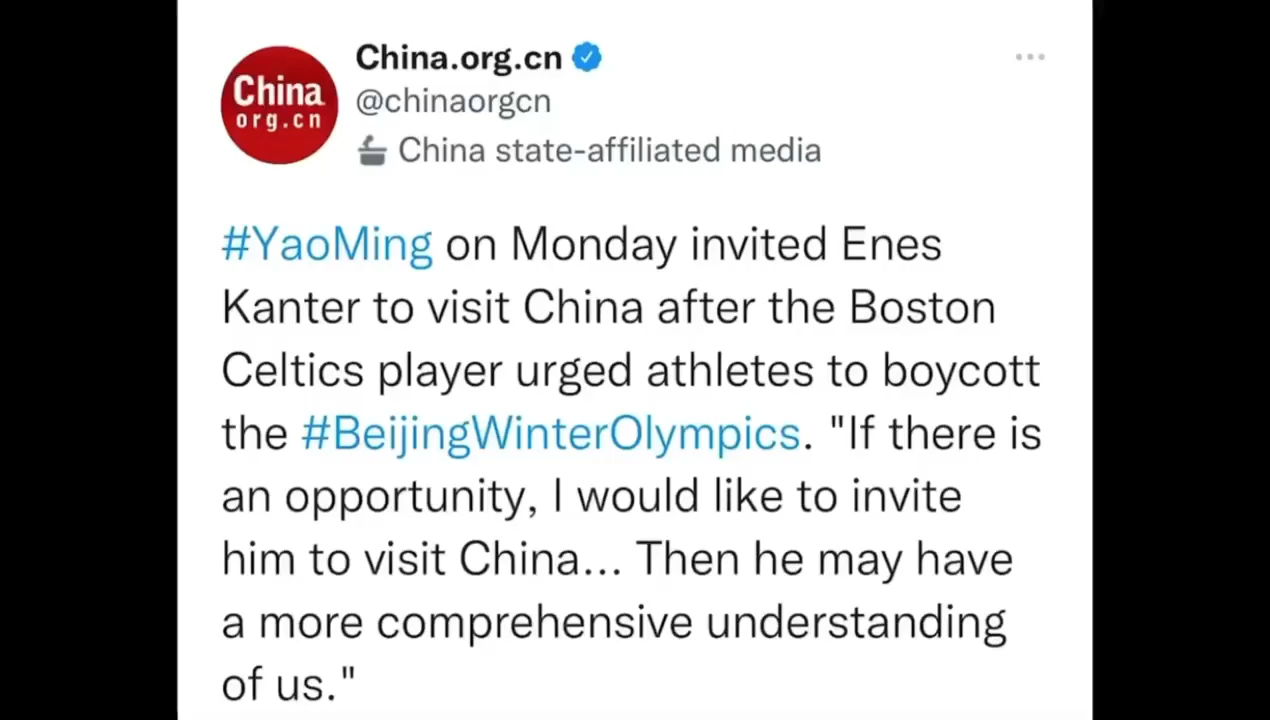 China
org.cn
China.org.cn
@chinaorgcn
China state-affiliated media
#YaoMing on Monday invited Enes
Kanter to visit China after the Boston
Celtics player urged athletes to boycott
the #BeijingWinterOlympics. "If there is
an opportunity, I would like to invite
him to visit China... Then he may have
a more comprehensive understanding
of us."